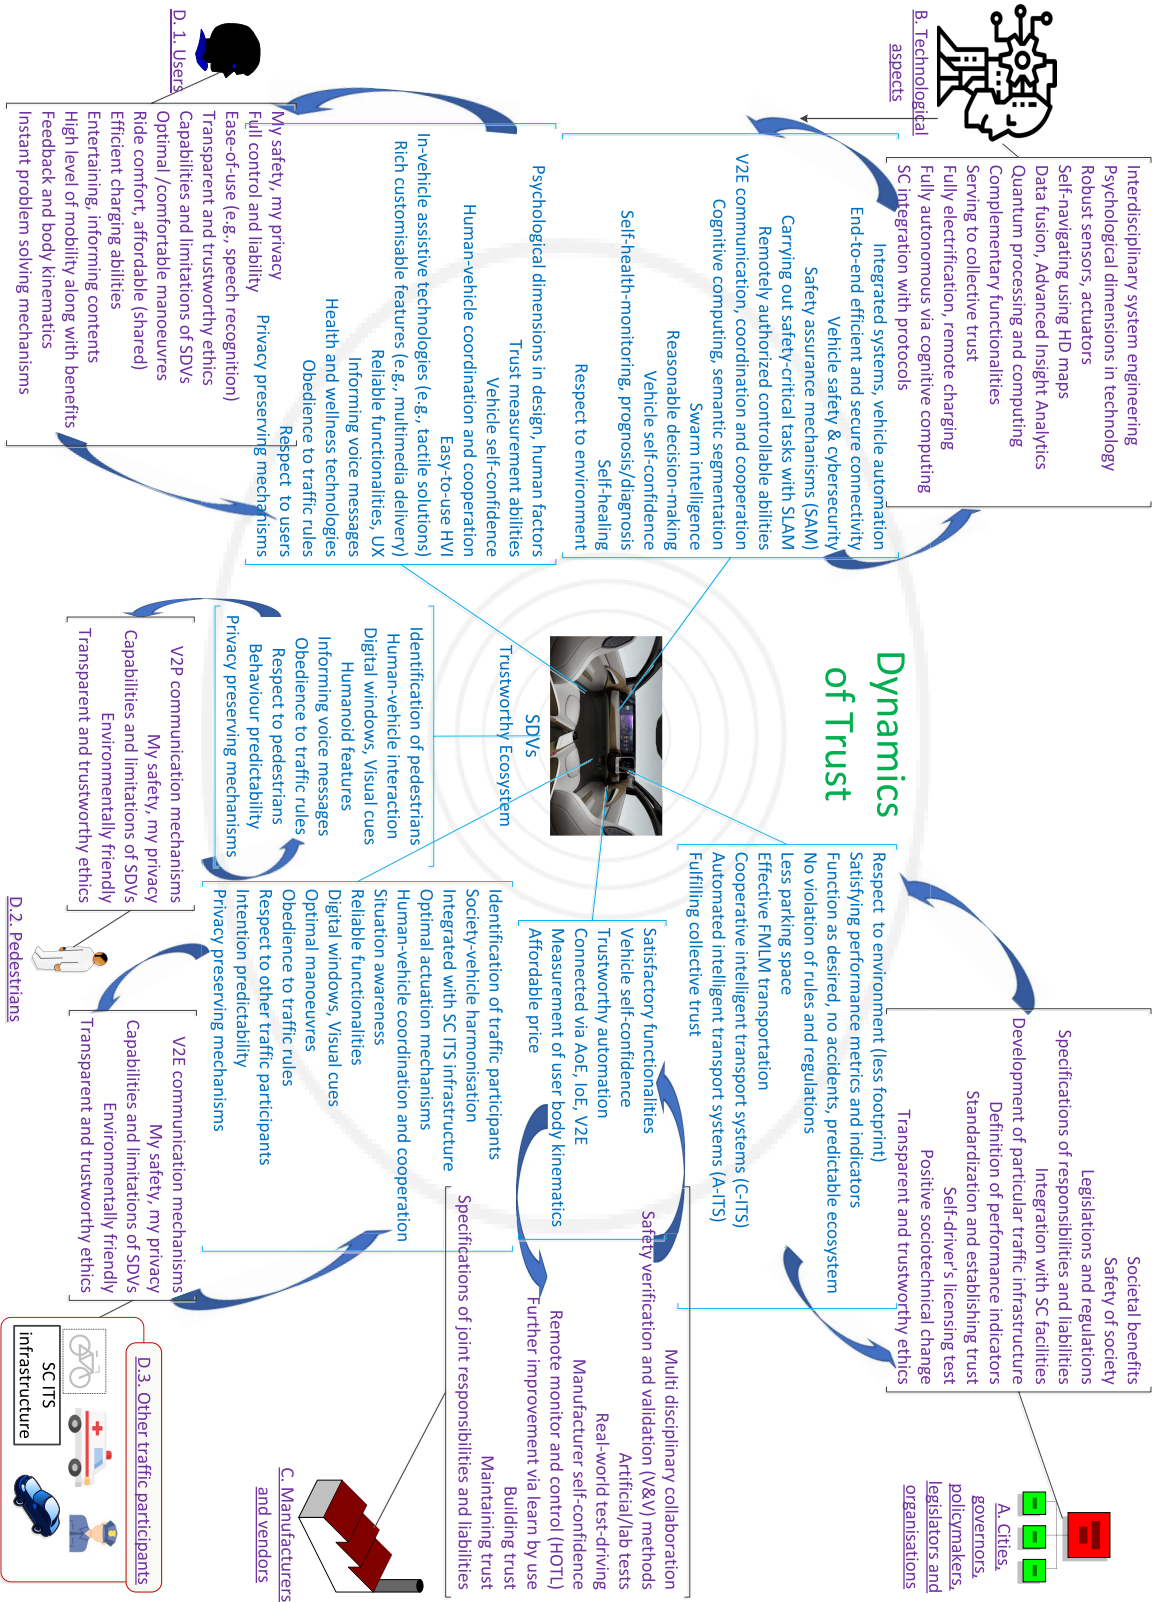 Dynamics
of Trust
B. Technological
aspects
Interdisciplinary system engineering
Psychological dimensions in technology
Robust sensors, actuators
Self-navigating using HD maps
Data fusion, Advanced Insight Analytics
Quantum processing and computing
Complementary functionalities
Serving to collective trust
Fully electrification, remote charging
Fully autonomous via cognitive computing
SC integration with protocols
Integrated systems, vehicle automation
End-to-end efficient and secure connectivity
Vehicle safety & cybersecurity
Safety assurance mechanisms (SAM)
Carrying out safety-critical tasks with SLAM
Remotely authorized controllable abilities
V2E communication, coordination and cooperation
Cognitive computing, semantic segmentation
Swarm intelligence
Reasonable decision-making
Vehicle self-confidence
Self-health-monitoring, prognosis/diagnosis
Self-healing
Respect to environment
Respect to environment (less footprint)
Satisfying performance metrics and indicators
Function as desired, no accidents, predictable ecosystem
No violation of rules and regulations
Less parking space
Effective FMLM transportation
Cooperative intelligent transport systems (C-ITS)
Automated intelligent transport systems (A-ITS)
Fulfilling collective trust
Societal benefits
Safety of society
Legislations and regulations
Specifications of responsibilities and liabilities
Integration with SC facilities
Development of particular traffic infrastructure
Definition of performance indicators
Standardization and establishing trust
Self-driver's licensing test
Positive sociotechnical change
Transparent and trustworthy ethics
A. Cities,
governors,
policymakers,
legislators and
organisations
SDVs
Trustworthy Ecosystem
Psychological dimensions in design, human factors
Trust measurement abilities
Vehicle self-confidence
Human-vehicle coordination and cooperation
Easy-to-use HVI
In-vehicle assistive technologies (e.g., tactile solutions)
Rich customisable features (e.g., multimedia delivery)
Reliable functionalities, UX
Informing voice messages
Health and wellness technologies
Obedience to traffic rules
Respect to users
Privacy preserving mechanisms
Satisfactory functionalities
Vehicle self-confidence
Trustworthy automation
Connected via AoE, IoE, V2E
Measurement of user body kinematics
Affordable price
Multi disciplinary collaboration
Safety verification and validation (V&V) methods
Artificial/lab tests
Real-world test-driving
Manufacturer self-confidence
Remote monitor and control (HOTL)
Further improvement via learn by use
Building trust
Maintaining trust
Specifications of joint responsibilities and liabilities
C. Manufacturers
and vendors
D. 1. Users
My safety, my privacy
Full control and liability
Ease-of-use (e.g., speech recognition)
Transparent and trustworthy ethics
Capabilities and limitations of SDVs
Optimal /comfortable manoeuvres
Ride comfort, affordable (shared)
Efficient charging abilities
Entertaining, informing contents
High level of mobility along with benefits
Feedback and body kinematics
Instant problem solving mechanisms
Identification of pedestrians
Human-vehicle interaction
Digital windows, Visual cues
Humanoid features
Informing voice messages
Obedience to traffic rules
Respect to pedestrians
Behaviour predictability
Privacy preserving mechanisms
Identification of traffic participants
Society-vehicle harmonisation
Integrated with SC ITS infrastructure
Optimal actuation mechanisms
Human-vehicle coordination and cooperation
Situation awareness
Reliable functionalities
Digital windows, Visual cues
Optimal manoeuvres
Obedience to traffic rules
Respect to other traffic participants
Intention predictability
Privacy preserving mechanisms
V2P communication mechanisms
My safety, my privacy
Capabilities and limitations of SDVs
Environmentally friendly
Transparent and trustworthy ethics
D.2. Pedestrians
V2E communication mechanisms
My safety, my privacy
Capabilities and limitations of SDVs
Environmentally friendly
Transparent and trustworthy ethics
D.3. Other traffic participants
SC ITS
infrastructure